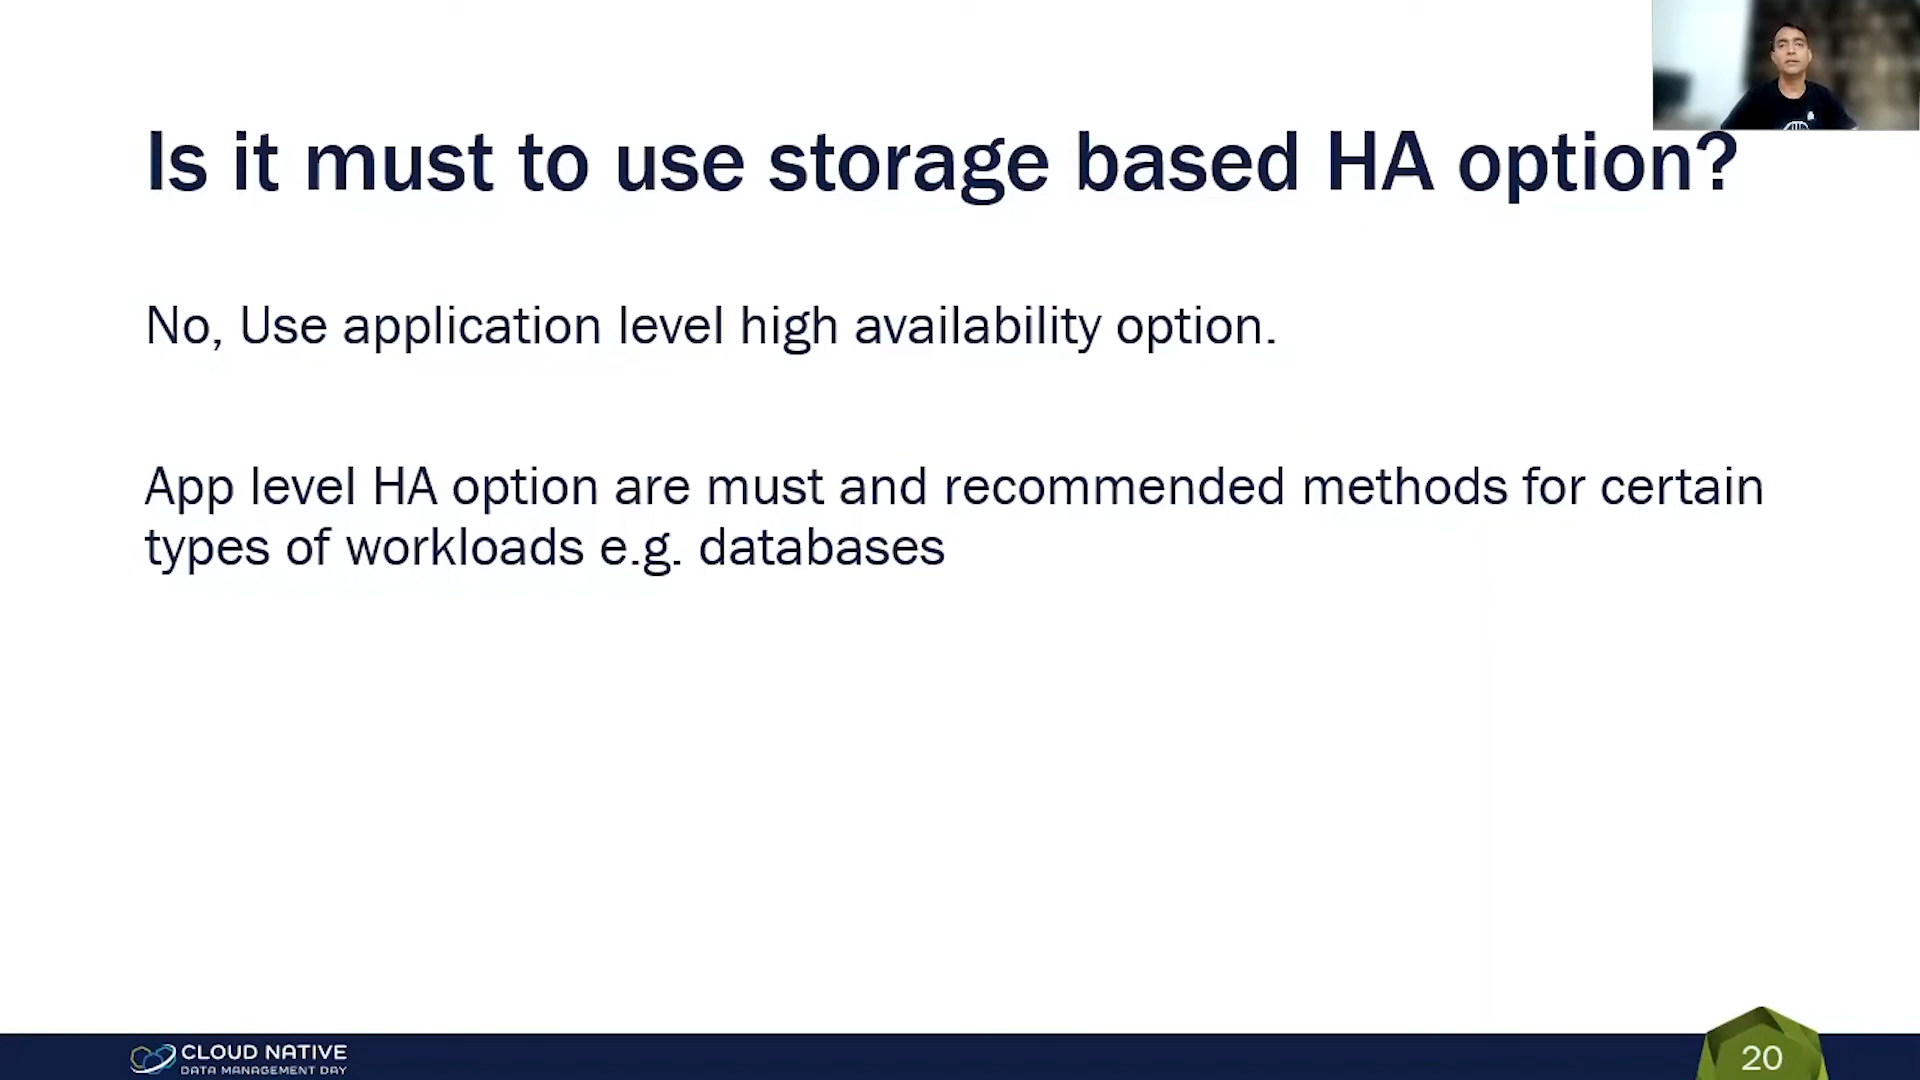 Is it must to use storage based HA option?
No, Use application level high availability option.
App level HA option are must and recommended methods for certain
types of workloads e.g. databases
CLOUD NATIVE
DATA MANAGEMENT DAY
20